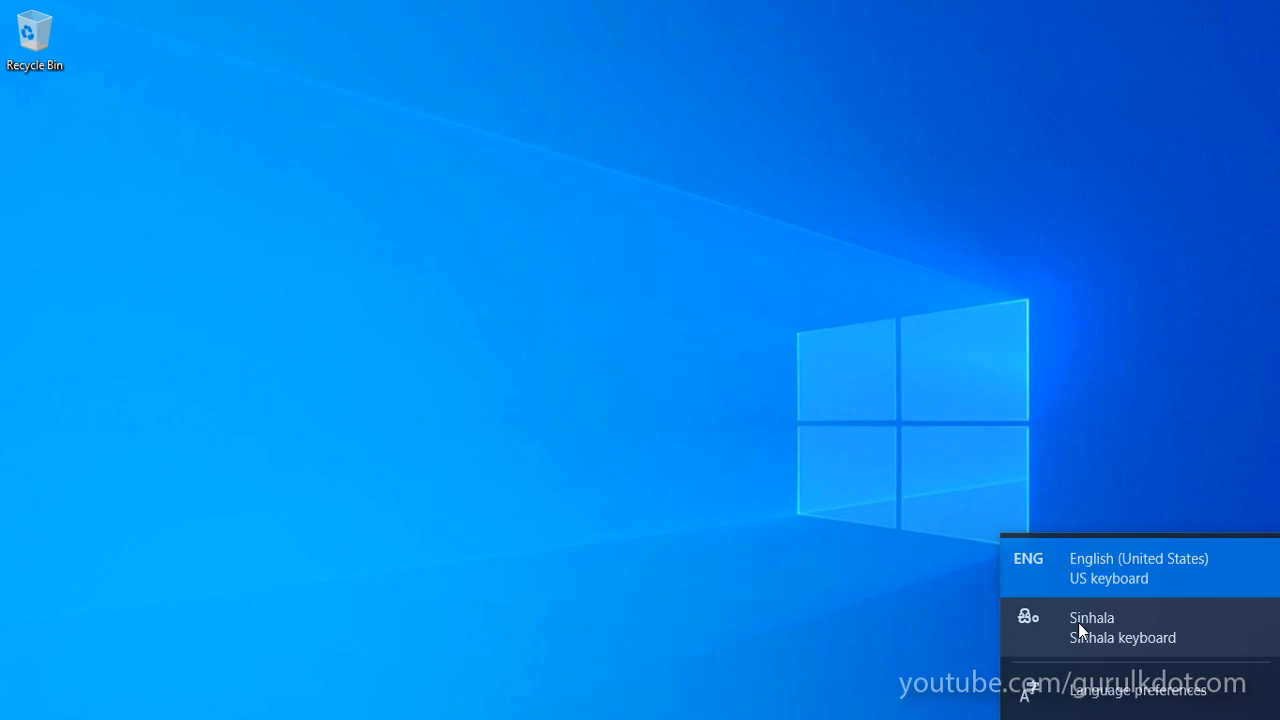 Recycle Bin
ENG English (United States)
US keyboard
සිං Sinhala
Sinhala keyboard
Language preferences
youtube.com/gurulkdotcom